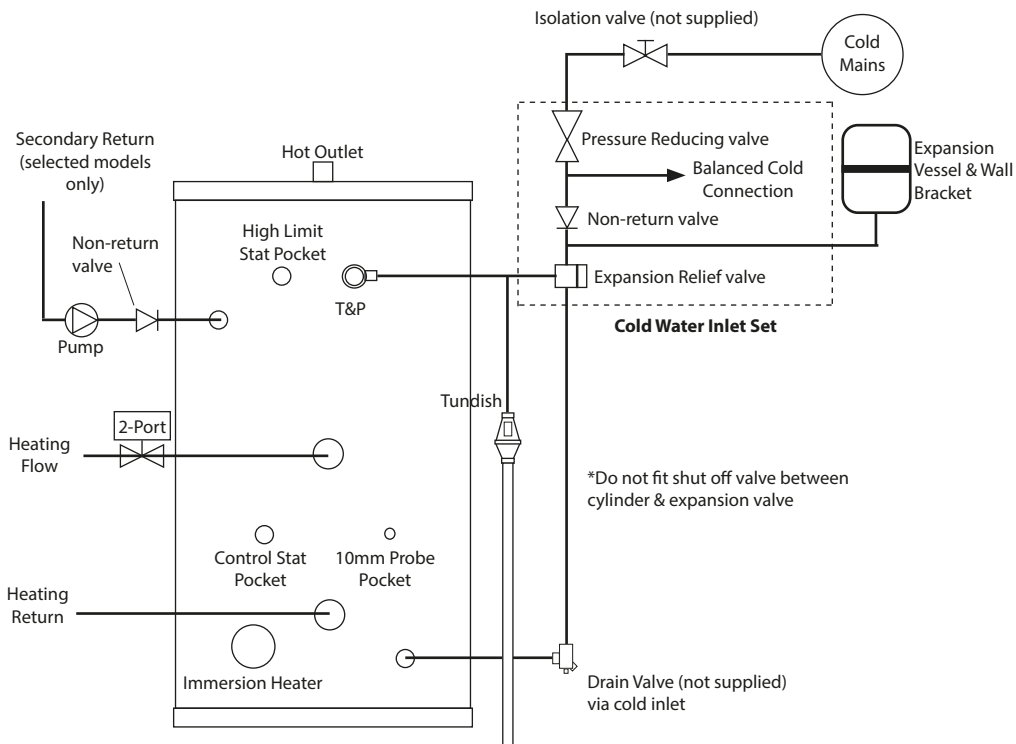 Isolation valve (not supplied)
Cold
Mains
Secondary Return
(selected models
only)
Hot Outlet
Pressure Reducing valve
Balanced Cold
Connection
Expansion
Vessel & Wall
Bracket
Non-return
valve
High Limit
Stat Pocket
Non-return valve
T&P
Expansion Relief valve
Pump
Cold Water Inlet Set
Tundish
2-Port
Heating
Flow
*Do not fit shut off valve between
cylinder & expansion valve
Control Stat
Pocket
10mm Probe
Pocket
Heating
Return
Immersion Heater
Drain Valve (not supplied)
via cold inlet